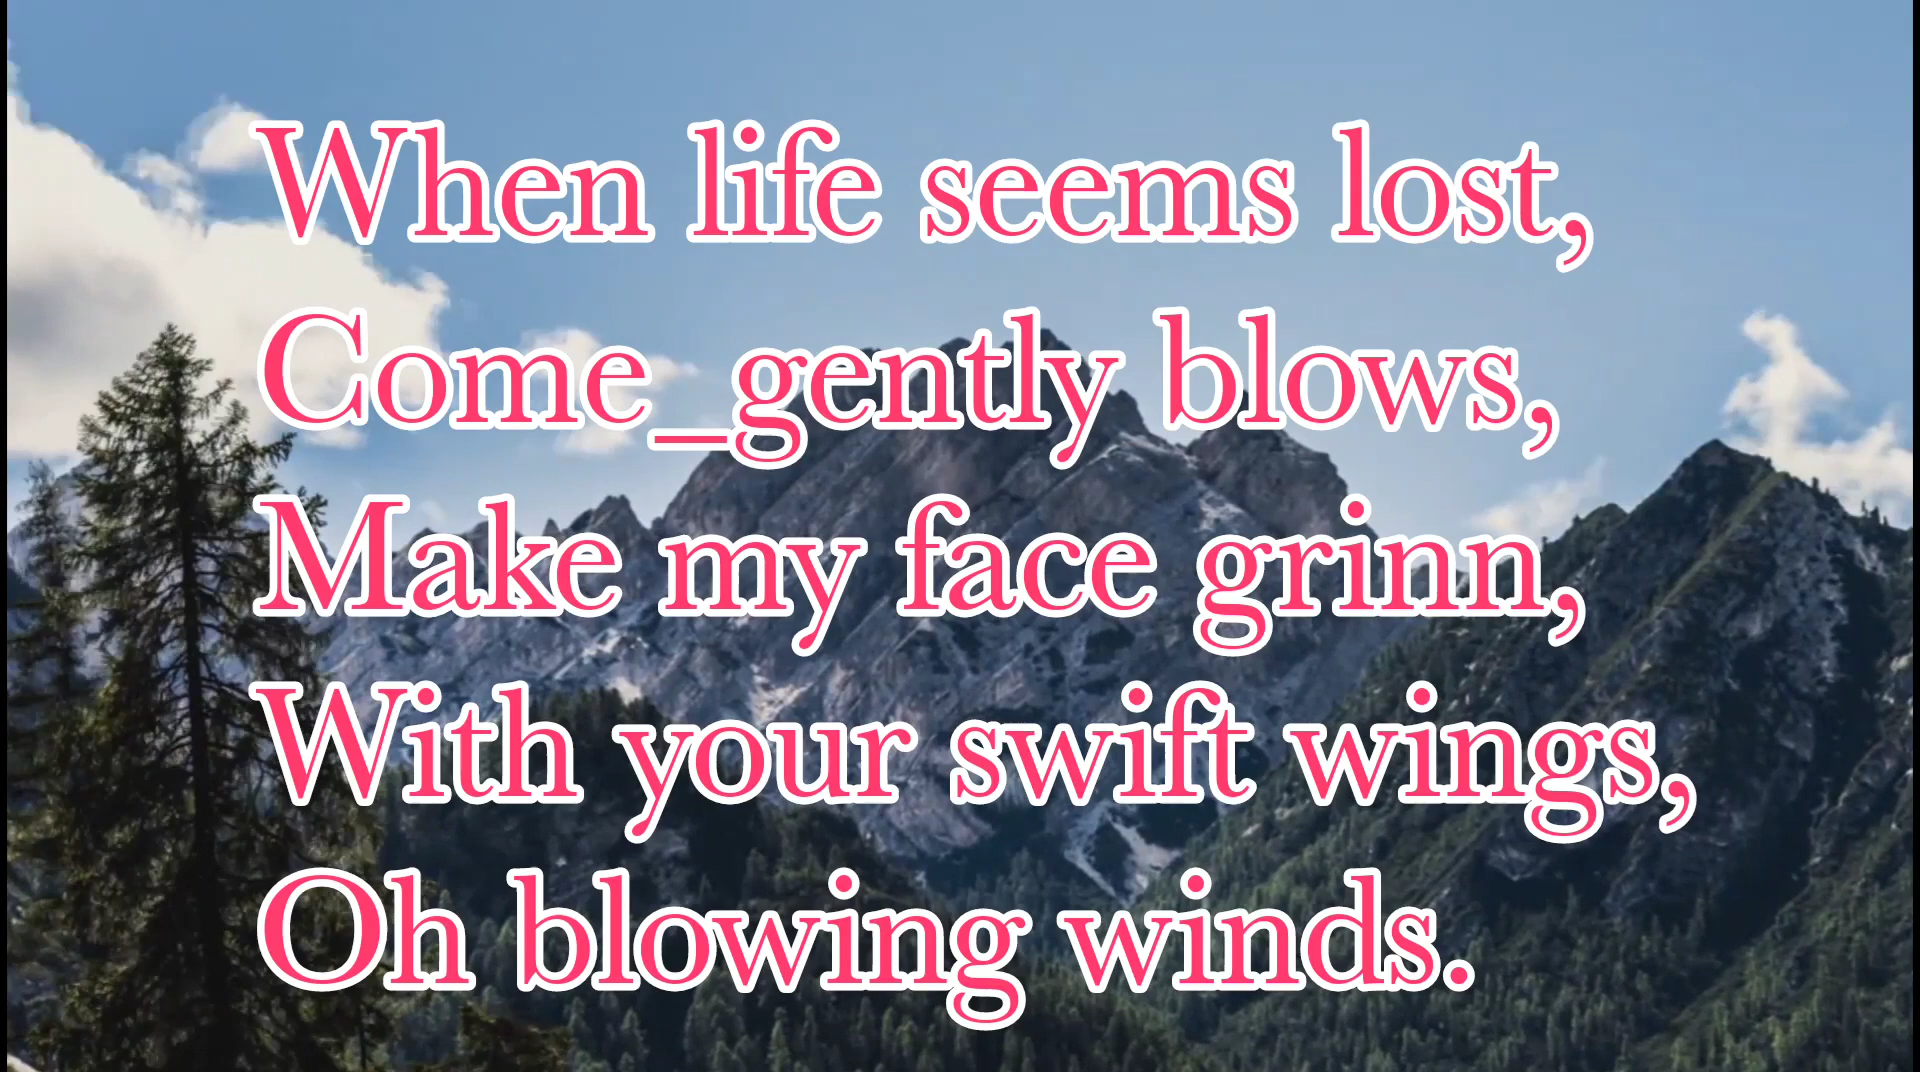 When life seems lost,
Come_gently blows,
Make my face grinn,
With your swift wings,
Oh blowing winds.